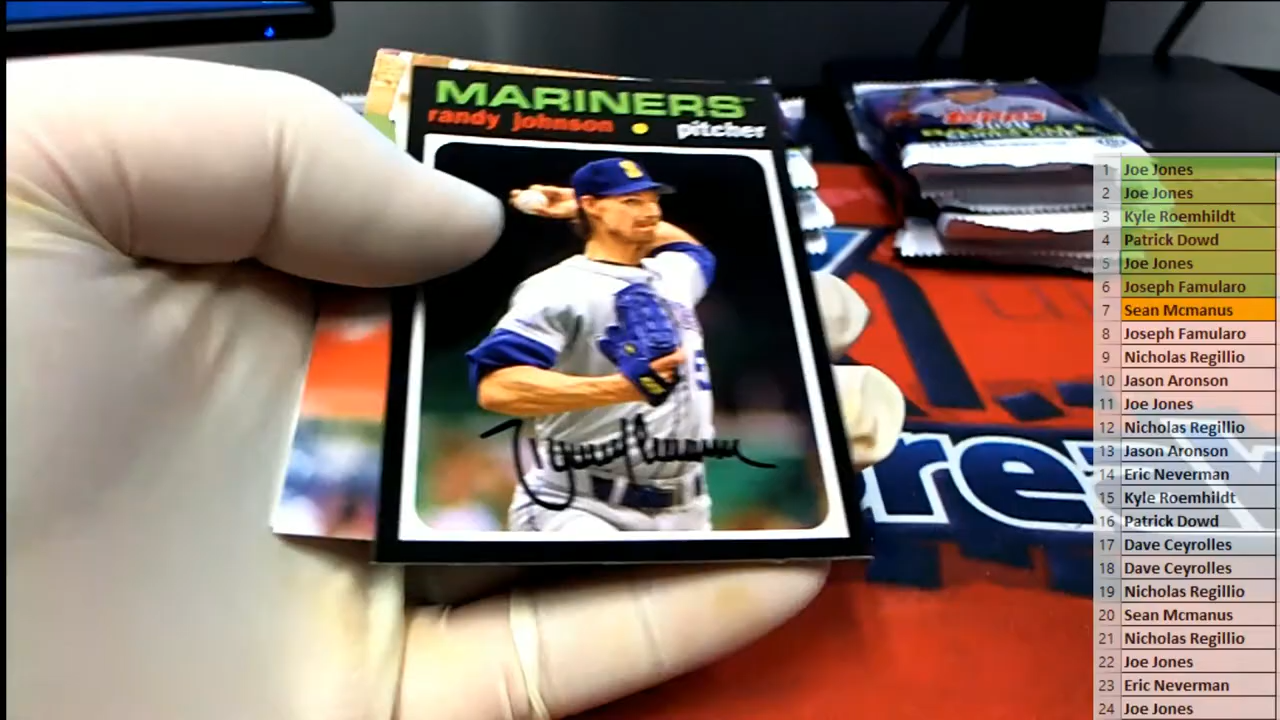 MARINERS
randy johnson • pitcher
Topps
1 Joe Jones
2 Joe Jones
3 Kyle Roemhildt
4 Patrick Dowd
5 Joe Jones
6 Joseph Famularo
7 Sean Mcmanus
8 Joseph Famularo
9 Nicholas Regillio
10 Jason Aronson
11 Joe Jones
12 Nicholas Regillio
13 Jason Aronson
14 Eric Neverman
15 Kyle Roemhildt
16 Patrick Dowd
17 Dave Ceyrolles
18 Dave Ceyrolles
19 Nicholas Regillio
20 Sean Mcmanus
21 Nicholas Regillio
22 Joe Jones
23 Eric Neverman
24 Joe Jones